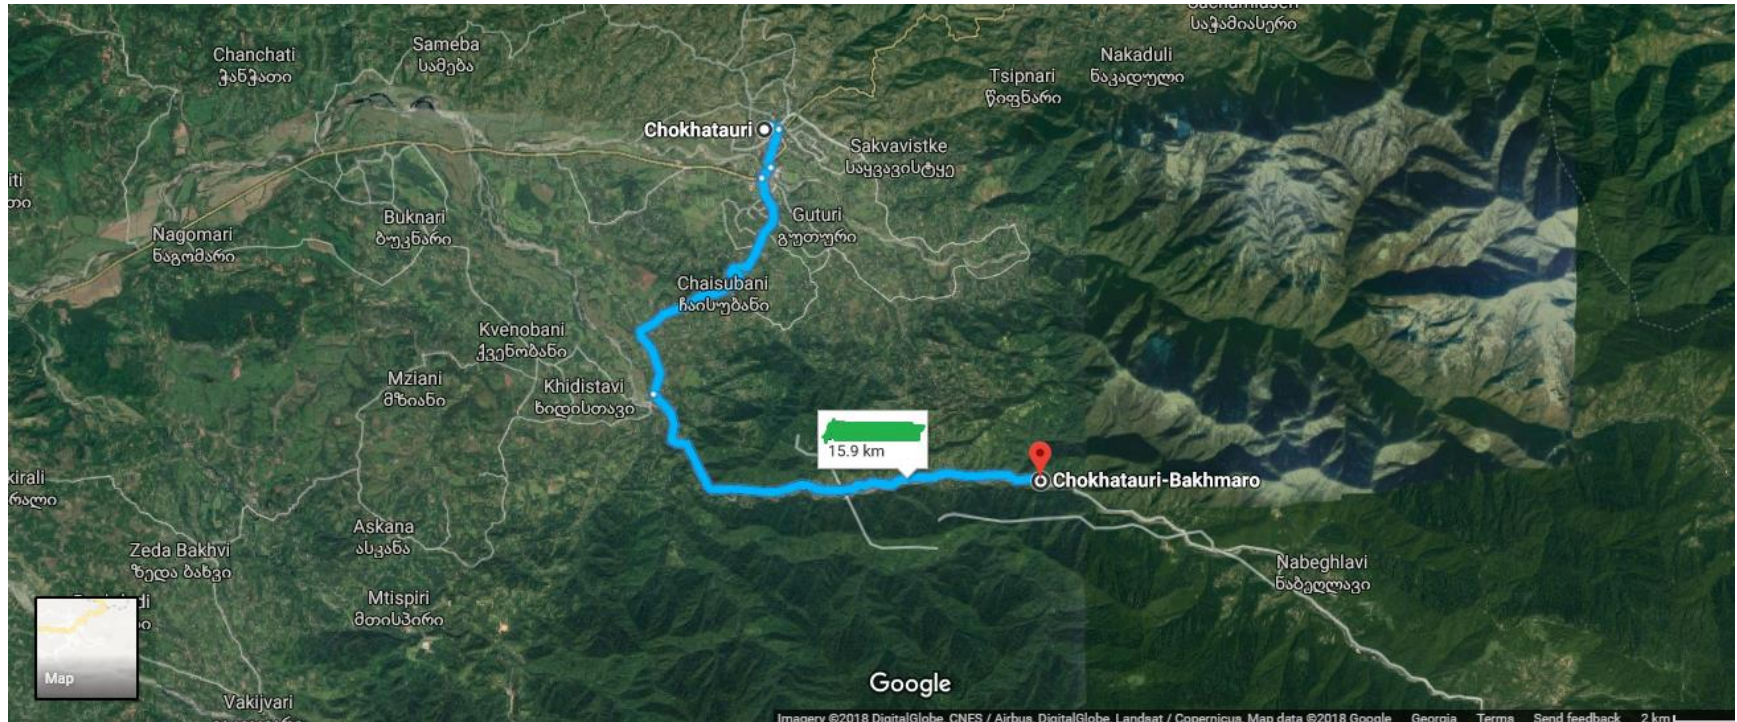 საჭამიასერი
Chanchati
ჭანჭათი
Sameba
სამება
Nakaduli
ნაკადული
Tsipnari
წიფნარი
Chokhatauri
Sakvavistke
საყვავისტყე
Buknari
ბუკნარი
Guturi
გუთური
Nagomari
ნაგომარი
Chaisubani
ჩაისუბანი
Kvenobani
ქვენობანი
Mziani
მზიანი
Khidistavi
ხიდისთავი
15.9 km
Chokhatauri-Bakhmaro
Askana
ასკანა
Zeda Bakhvi
ზედა ბახვი
Nabeghlavi
ნაბეღლავი
Mtispiri
მთისპირი
Map
Google
Vakijvari
Imagery ©2018 DigitalGlobe, CNES / Airbus, DigitalGlobe, Landsat / Copernicus, Map data ©2018 Google Georgia Terms Send feedback 2 km